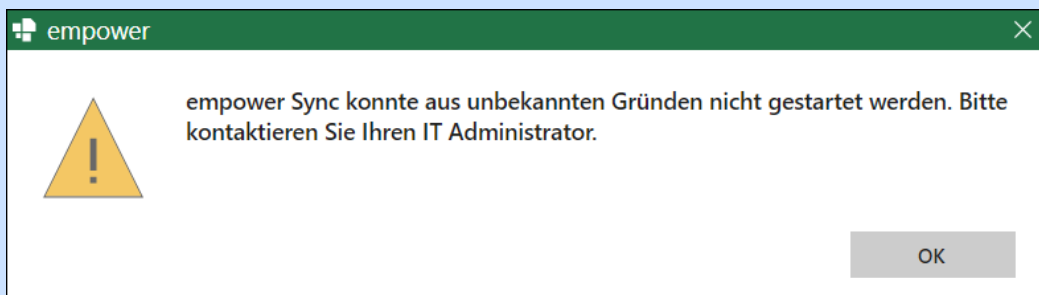 empower
empower Sync konnte aus unbekannten Gründen nicht gestartet werden. Bitte
kontaktieren Sie Ihren IT Administrator.
OK